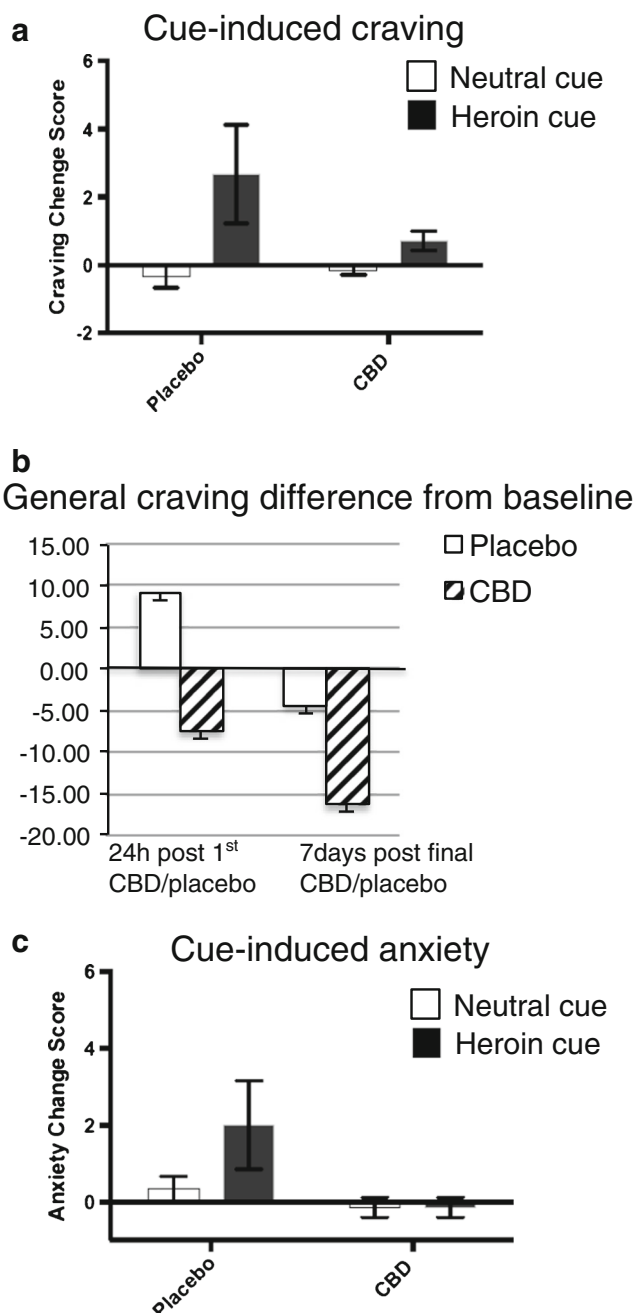 a
Cue-induced craving
Neutral cue
Heroin cue
Craving Chenge Score
6
4
2
0
-2
Placebo
CBD
b
General craving difference from baseline
Placebo
CBD
15.00
10.00
5.00
0.00
-5.00
-10.00
-15.00
-20.00
24h post 1st
CBD/placebo
7days post final
CBD/placebo
c
Cue-induced anxiety
Neutral cue
Heroin cue
Anxiety Change Score
6
4
2
0
Placebo
CBD